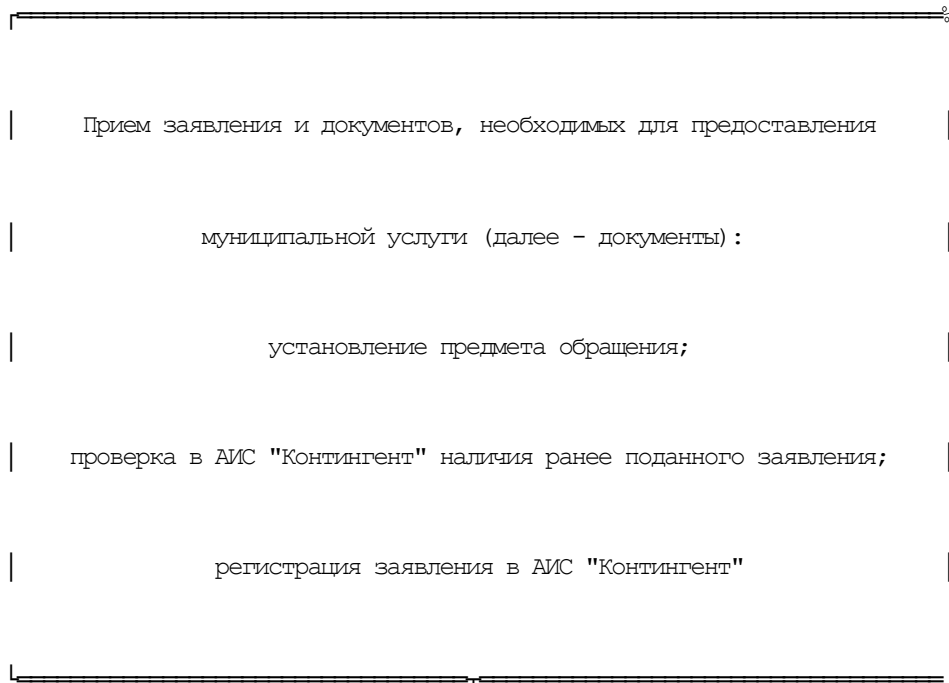 Прием заявления и документов, необходимых для предоставления
муниципальной услуги (далее - документы):
установление предмета обращения;
проверка в АИС "Контингент" наличия ранее поданного заявления;
регистрация заявления в АИС "Контингент"